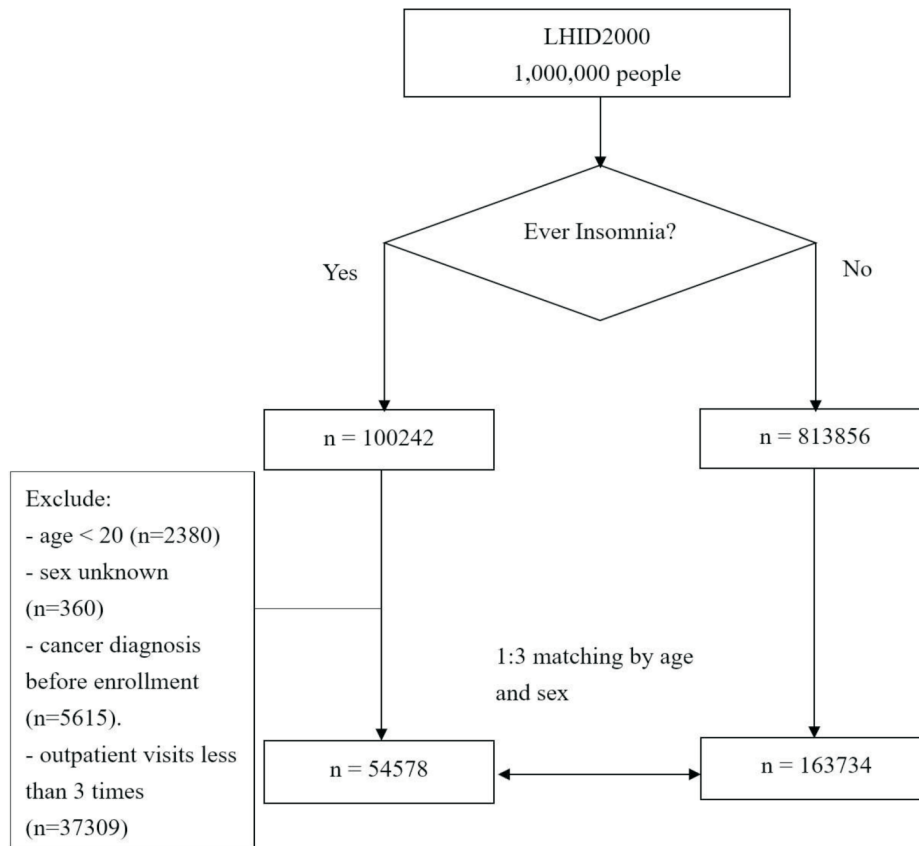 LHID2000
1,000,000 people
Ever Insomnia?
Yes
No
n = 100242
n = 813856
Exclude:
- age < 20 (n=2380)
- sex unknown
(n=360)
- cancer diagnosis
before enrollment
(n=5615).
- outpatient visits less
than 3 times
(n=37309)
1:3 matching by age
and sex
n = 54578
n = 163734